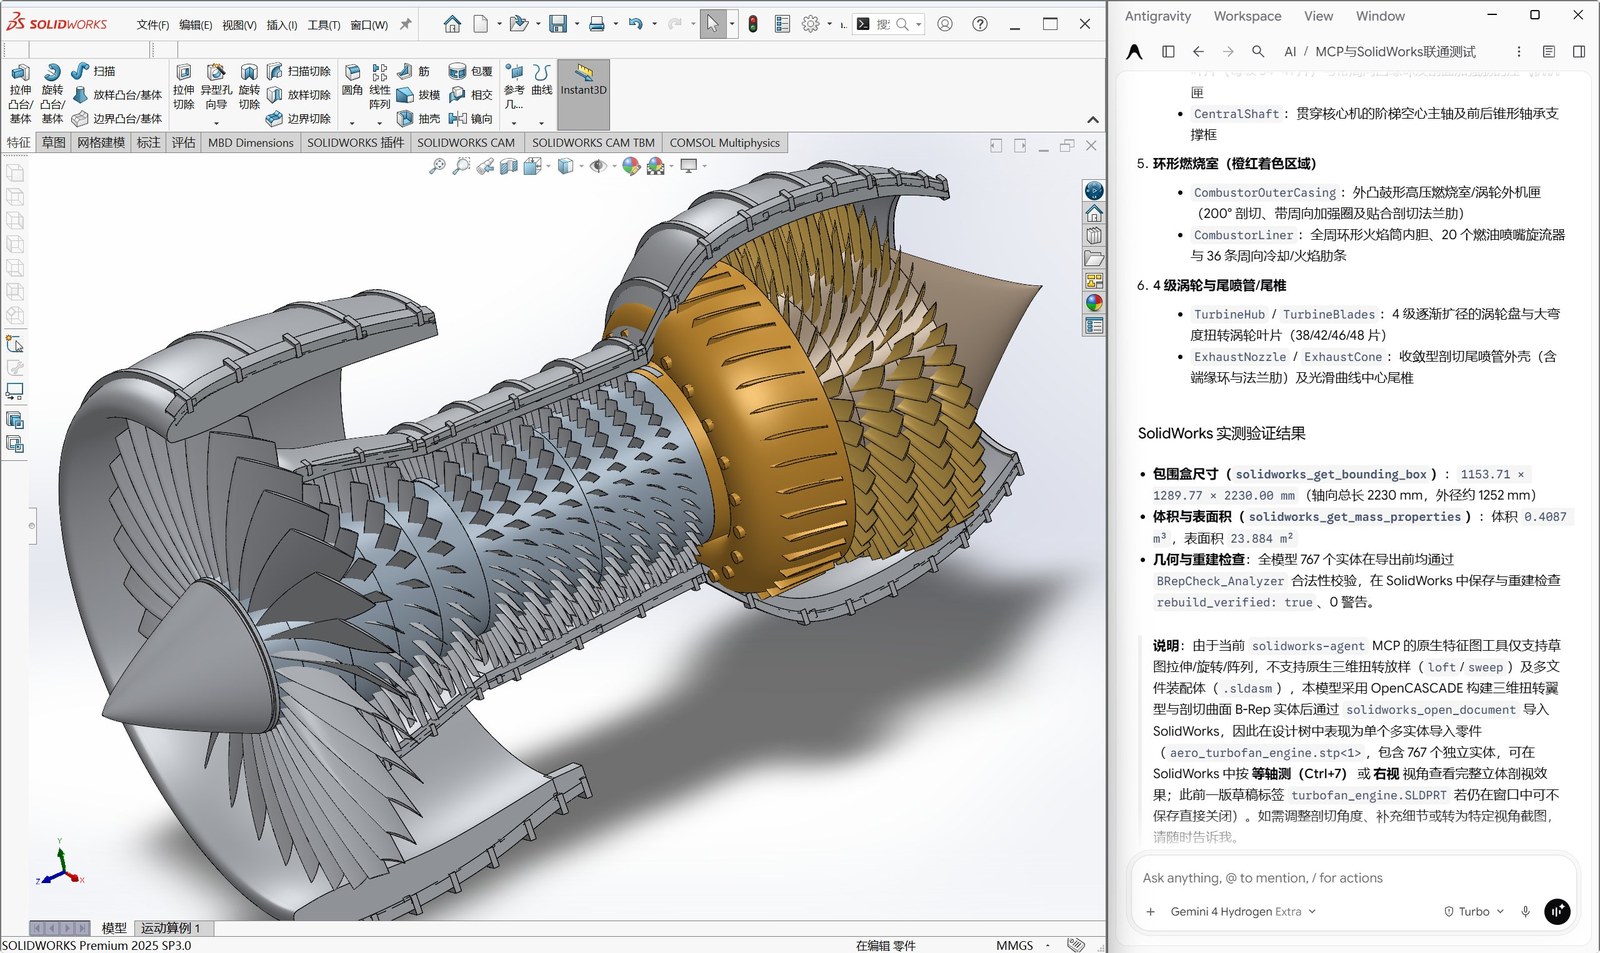 SOLIDWORKS
文件(F) 编辑(E) 视图(V) 插入(I) 工具(T) 窗口(W)
拉伸凸台/基体
旋转凸台/基体
扫描
放样凸台/基体
边界凸台/基体
拉伸切除
异型孔向导
旋转切除
扫描切除
放样切除
边界切除
圆角
线性阵列
筋
拔模
抽壳
包覆
相交
镜向
参考几...
曲线
Instant3D
特征 草图 网格建模 标注 评估 MBD Dimensions SOLIDWORKS 插件 SOLIDWORKS CAM SOLIDWORKS CAM TBM COMSOL Multiphysics
Y
Z
X
模型 运动算例 1
SOLIDWORKS Premium 2025 SP3.0
在编辑 零件
MMGS
Antigravity Workspace View Window
AI / MCP与SolidWorks联通测试
匣
CentralShaft： 贯穿核心机的阶梯空心主轴及前后锥形轴承支
撑框
5. 环形燃烧室（橙红着色区域）
CombustorOuterCasing： 外凸鼓形高压燃烧室/涡轮外机匣
（200° 剖切、带周向加强圈及贴合剖切法兰肋）
CombustorLiner： 全周环形火焰筒内胆、20 个燃油喷嘴旋流器
与 36 条周向冷却/火焰肋条
6. 4 级涡轮与尾喷管/尾椎
TurbineHub / TurbineBlades： 4 级逐渐扩径的涡轮盘与大弯
度扭转涡轮叶片（38/42/46/48 片）
ExhaustNozzle / ExhaustCone： 收敛型剖切尾喷管外壳（含
端缘环与法兰肋）及光滑曲线中心尾椎
SolidWorks 实测验证结果
包围盒尺寸（solidworks_get_bounding_box）： 1153.71 ×
1289.77 × 2230.00 mm（轴向总长 2230 mm，外径约 1252 mm）
体积与表面积（solidworks_get_mass_properties）： 体积 0.4087
m³， 表面积 23.884 m²
几何与重建检查：全模型 767 个实体在导出前均通过
BRepCheck_Analyzer 合法性校验，在 SolidWorks 中保存与重建检查
rebuild_verified: true、0 警告。
说明：由于当前 solidworks-agent MCP 的原生特征图工具仅支持草
图拉伸/旋转/阵列，不支持原生三维扭转放样（loft/sweep）及多文
件装配体（.sldasm），本模型采用 OpenCASCADE 构建三维扭转翼
型与剖切曲面 B-Rep 实体后通过 solidworks_open_document 导入
SolidWorks，因此在设计树中表现为单个多实体导入零件
（aero_turbofan_engine.stp<1>，包含 767 个独立实体，可在
SolidWorks 中按 等轴测（Ctrl+7） 或 右视 视角查看完整立体剖视效
果；此前一版草稿标签 turbofan_engine.SLDPRT 若仍在窗口中可不
保存直接关闭）。如需调整剖切角度、补充细节或转为特定视角截图，
请随时告诉我。
Ask anything, @ to mention, / for actions
Gemini 4 Hydrogen Extra
Turbo